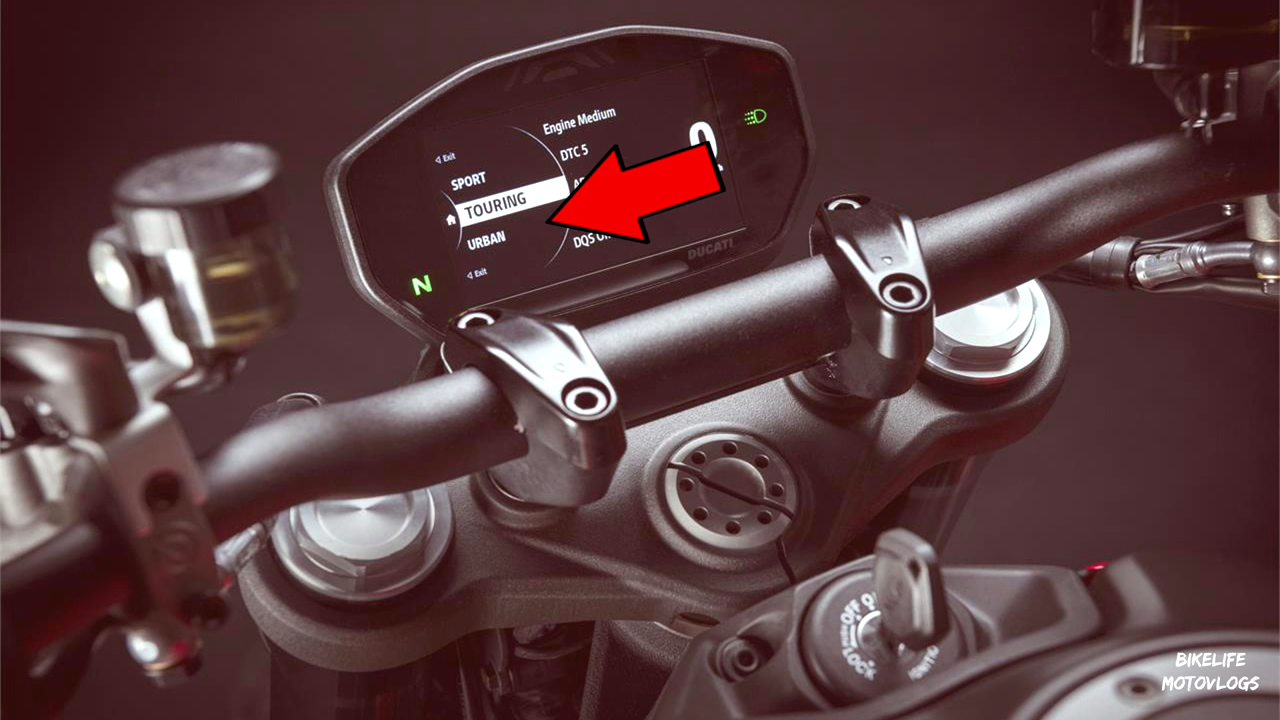 Engine Medium
Exit
DTC 5
SPORT
TOURING
URBAN
DQS
Exit
N
DUCATI
OFF
LOCK
BIKELIFE
MOTOVLOGS